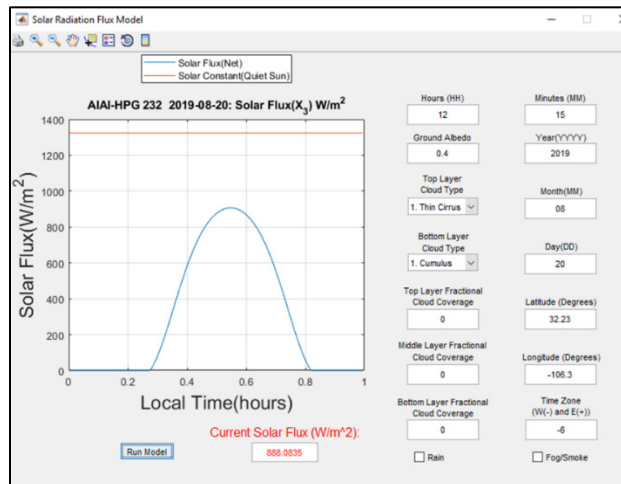 Solar Radiation Flux Model
Solar Flux(Net)
Solar Constant(Quiet Sun)
AIAI-HPG 232 2019-08-20: Solar Flux(X3) W/m2
Solar Flux(W/m2)
1400
1200
1000
800
600
400
200
0
0 0.2 0.4 0.6 0.8 1
Local Time(hours)
Run Model
Current Solar Flux (W/m^2):
888.0835
Hours (HH) Minutes (MM)
12 15
Ground Albedo Year(YYYY)
0.4 2019
Top Layer
Cloud Type Month(MM)
1. Thin Cirrus 08
Bottom Layer
Cloud Type Day(DD)
1. Cumulus 20
Top Layer Fractional
Cloud Coverage Latitude (Degrees)
0 32.23
Middle Layer Fractional
Cloud Coverage Longitude (Degrees)
0 -106.3
Bottom Layer Fractional Time Zone
Cloud Coverage (W(-) and E(+))
0 -6
Rain Fog/Smoke